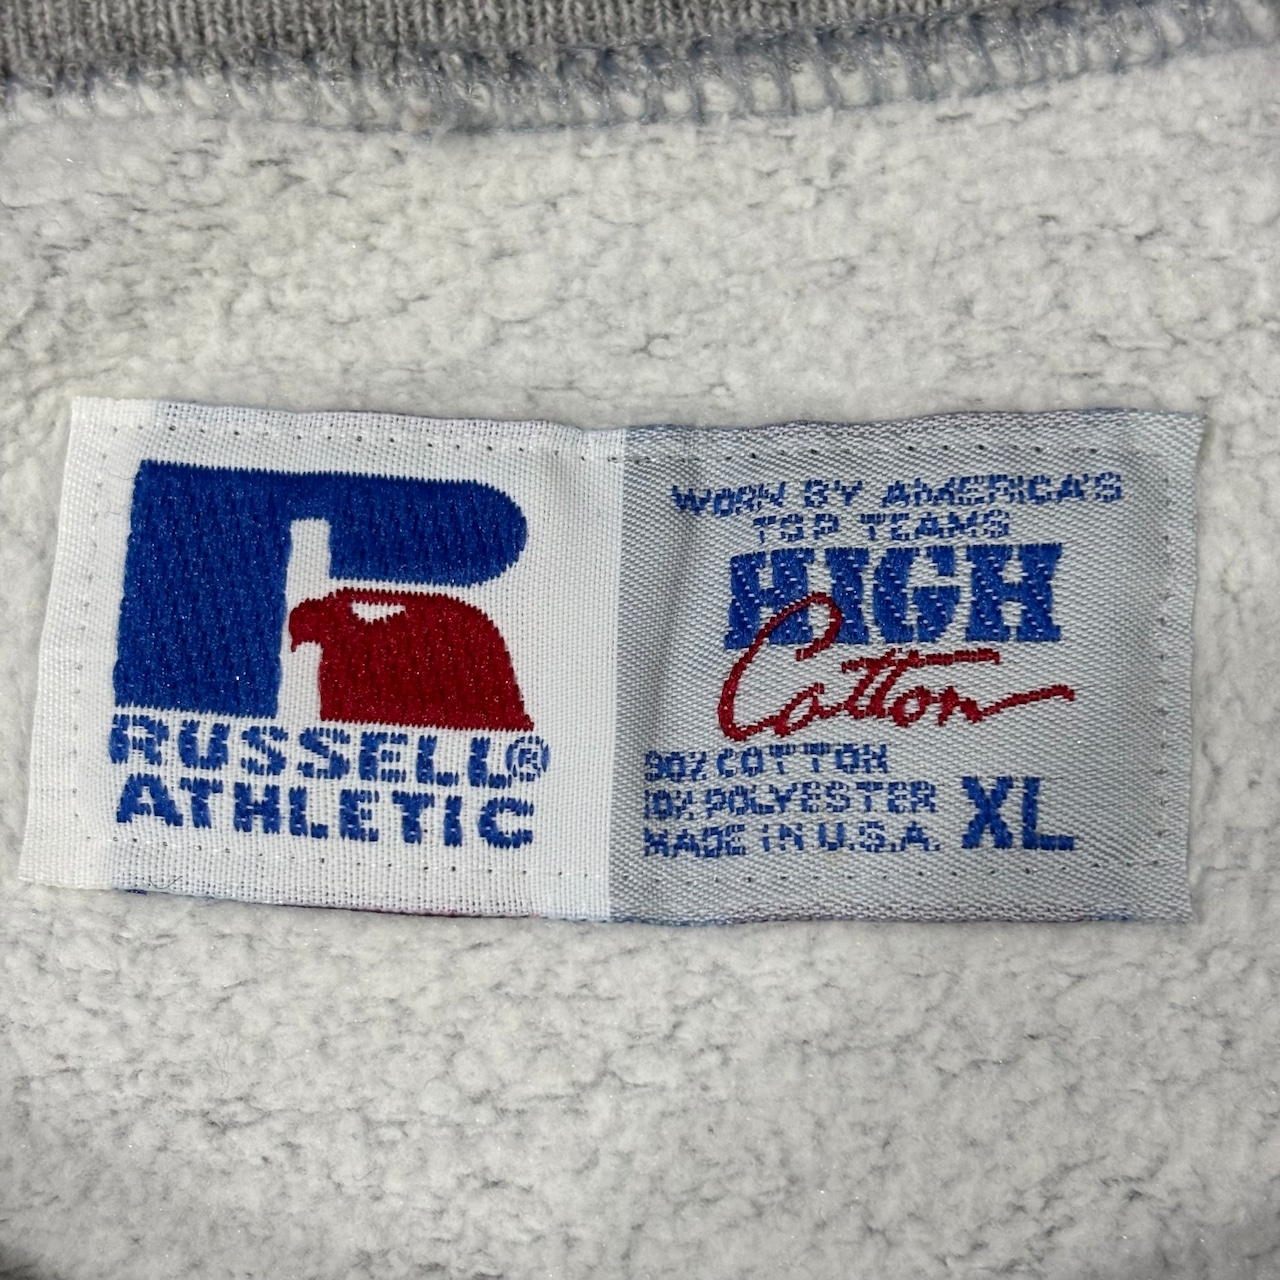 RUSSELL®
ATHLETIC
WORN BY AMERICA'S
TOP TEAMS
HIGH
Cotton
90% COTTON
10% POLYESTER
MADE IN U.S.A.
XL